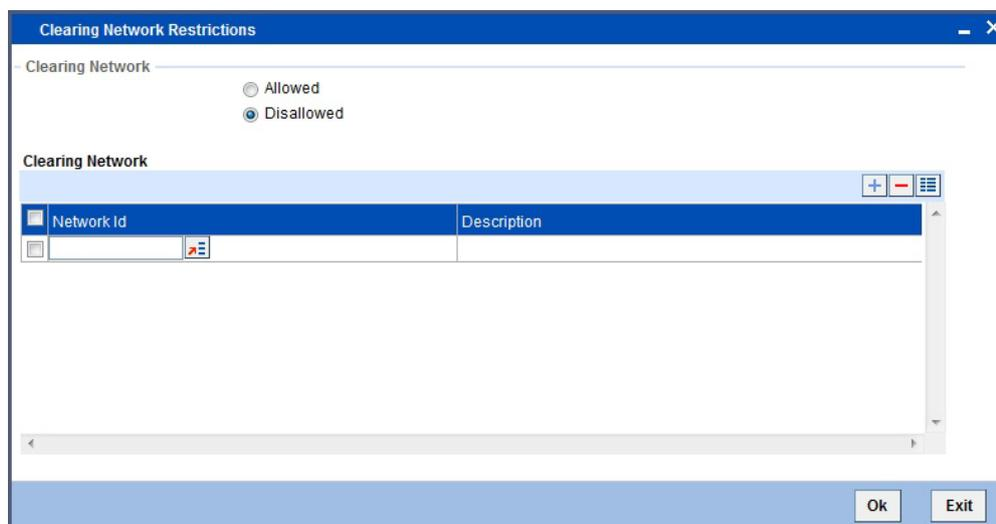 Clearing Network Restrictions
Clearing Network
Allowed
Disallowed
Clearing Network
Network Id Description
Ok Exit